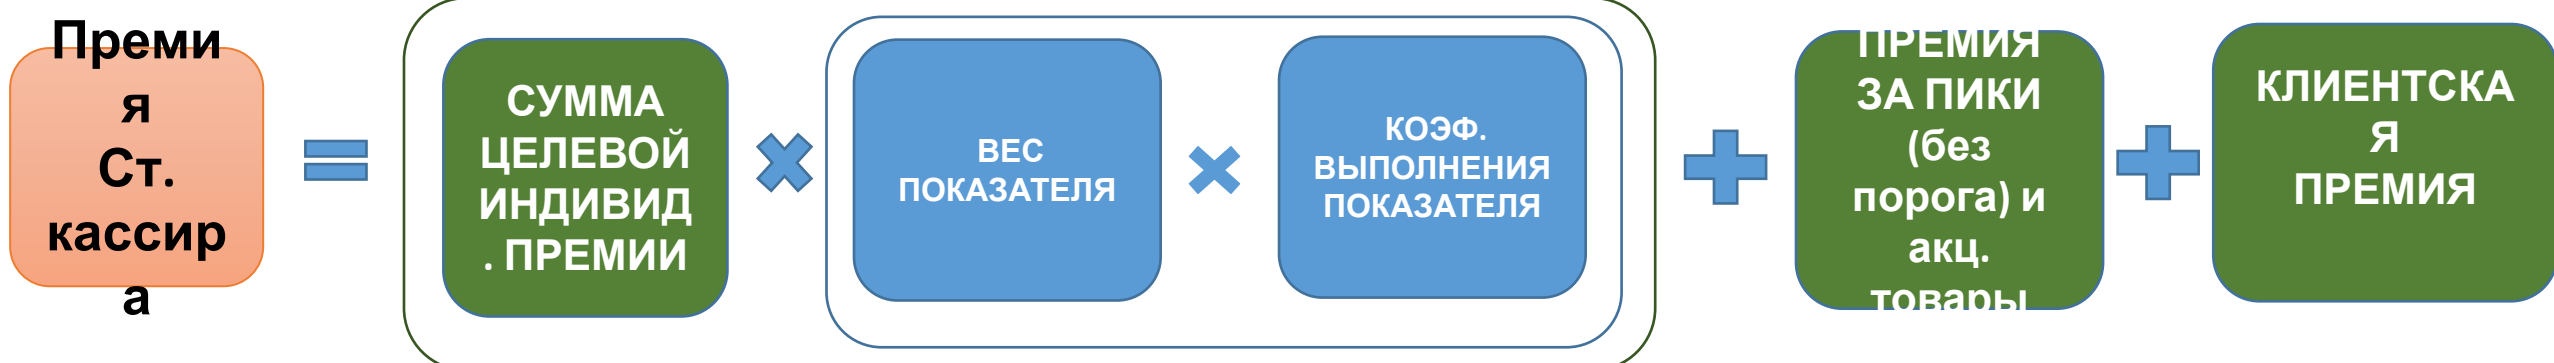 Преми
я
Ст.
кассир
а
СУММА
ЦЕЛЕВОЙ
ИНДИВИД
. ПРЕМИИ
ВЕС
ПОКАЗАТЕЛЯ
КОЭФ.
ВЫПОЛНЕНИЯ
ПОКАЗАТЕЛЯ
ПРЕМИЯ
ЗА ПИКИ
(без
порога) и
акц.
товары
КЛИЕНТСКА
Я
ПРЕМИЯ